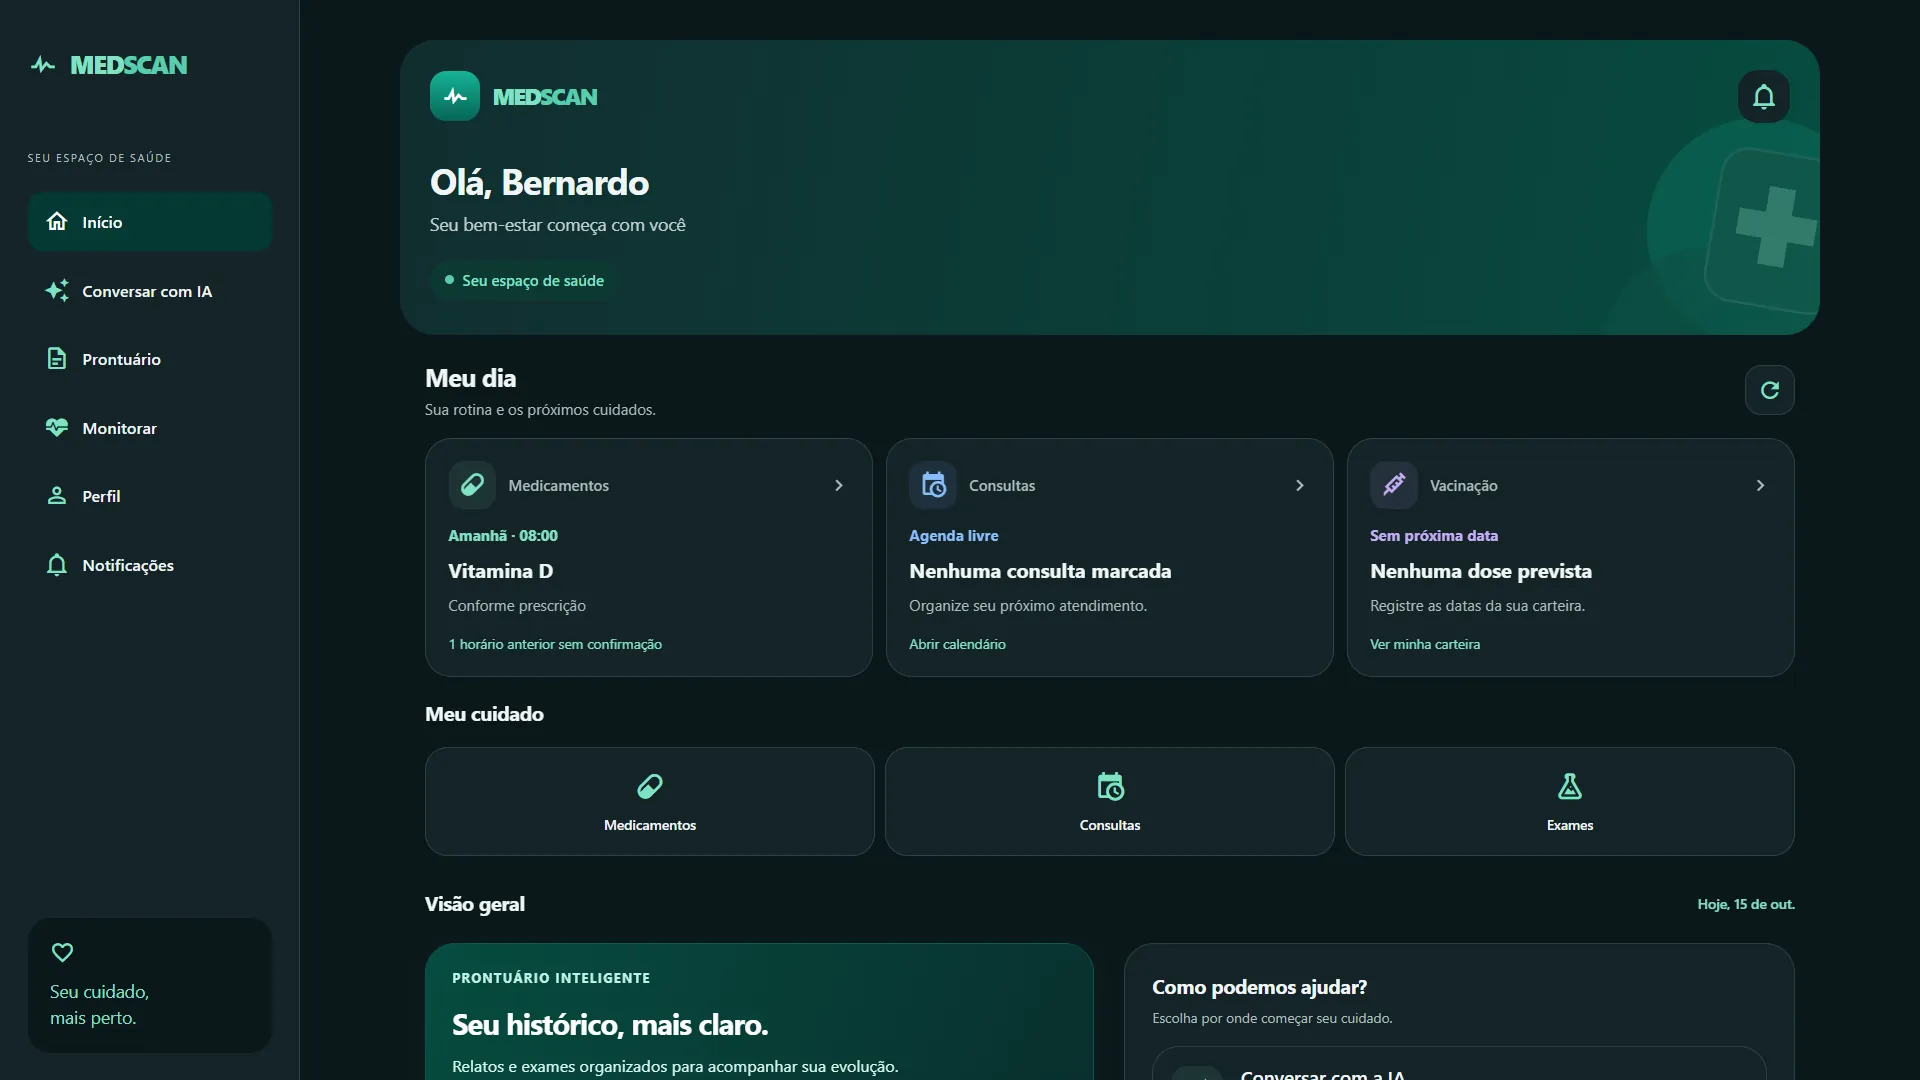 MEDSCAN
SEU ESPAÇO DE SAÚDE
Início
Conversar com IA
Prontuário
Monitorar
Perfil
Notificações
Seu cuidado,
mais perto.
MEDSCAN
Olá, Bernardo
Seu bem-estar começa com você
Seu espaço de saúde
Meu dia
Sua rotina e os próximos cuidados.
Medicamentos
Amanhã · 08:00
Vitamina D
Conforme prescrição
1 horário anterior sem confirmação
Consultas
Agenda livre
Nenhuma consulta marcada
Organize seu próximo atendimento.
Abrir calendário
Vacinação
Sem próxima data
Nenhuma dose prevista
Registre as datas da sua carteira.
Ver minha carteira
Meu cuidado
Medicamentos
Consultas
Exames
Visão geral
Hoje, 15 de out.
PRONTUÁRIO INTELIGENTE
Seu histórico, mais claro.
Relatos e exames organizados para acompanhar sua evolução.
Como podemos ajudar?
Escolha por onde começar seu cuidado.
Conversar com a IA